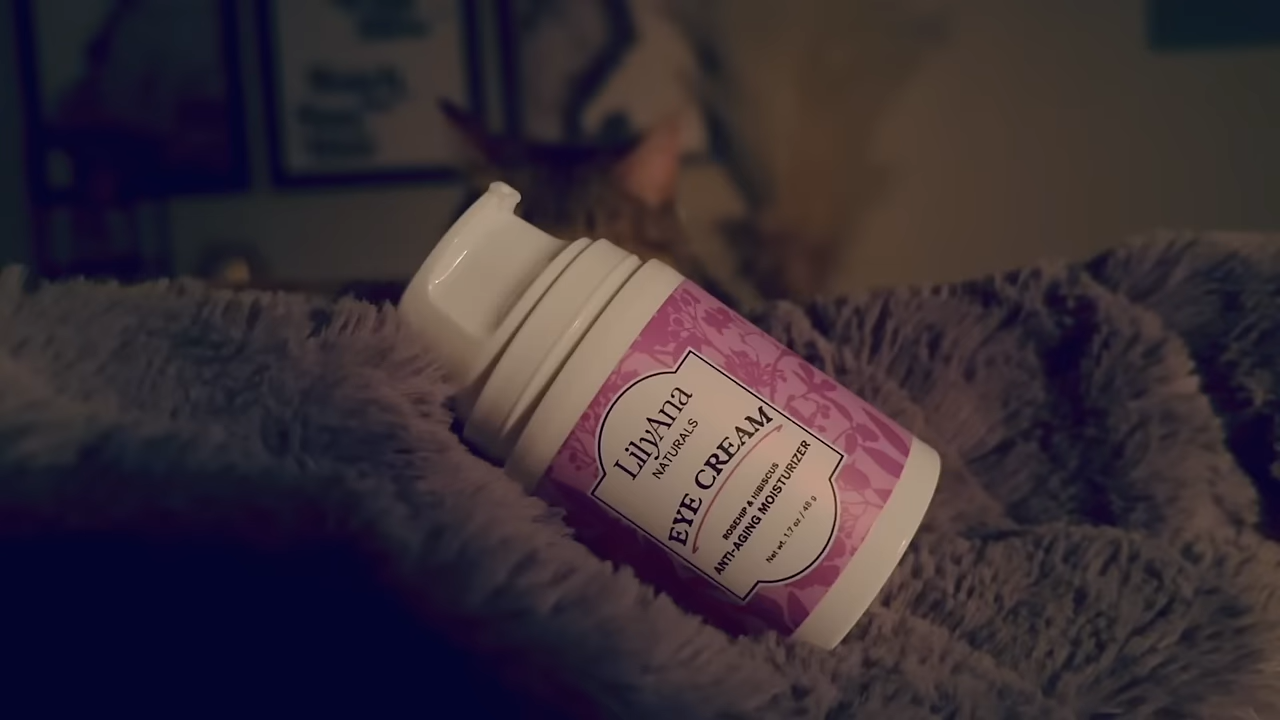 LilyAna
NATURALS
EYE CREAM
ROSEHIP & HIBISCUS
ANTI-AGING MOISTURIZER
Net wt. 1.7 oz / 48 g